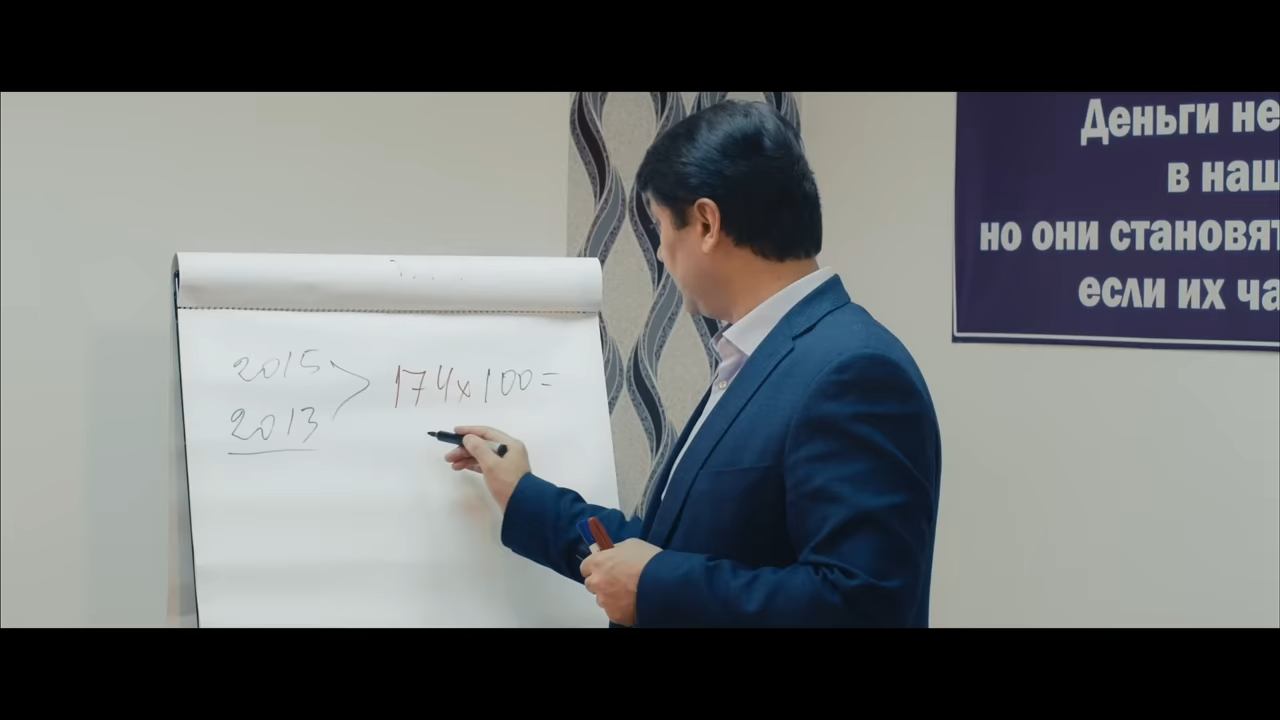 2015
2013
174x100=
Деньги не
в наш
но они становят
если их ча